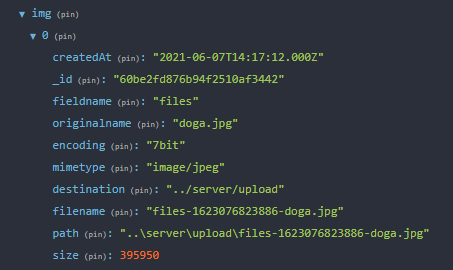 ▼ img (pin)
▼ 0 (pin)
createdAt (pin): "2021-06-07T14:17:12.000Z"
_id (pin): "60be2fd876b94f2510af3442"
fieldname (pin): "files"
originalname (pin): "doga.jpg"
encoding (pin): "7bit"
mimetype (pin): "image/jpeg"
destination (pin): "../server/upload"
filename (pin): "files-1623076823886-doga.jpg"
path (pin): "..\server\upload\files-1623076823886-doga.jpg"
size (pin): 395950